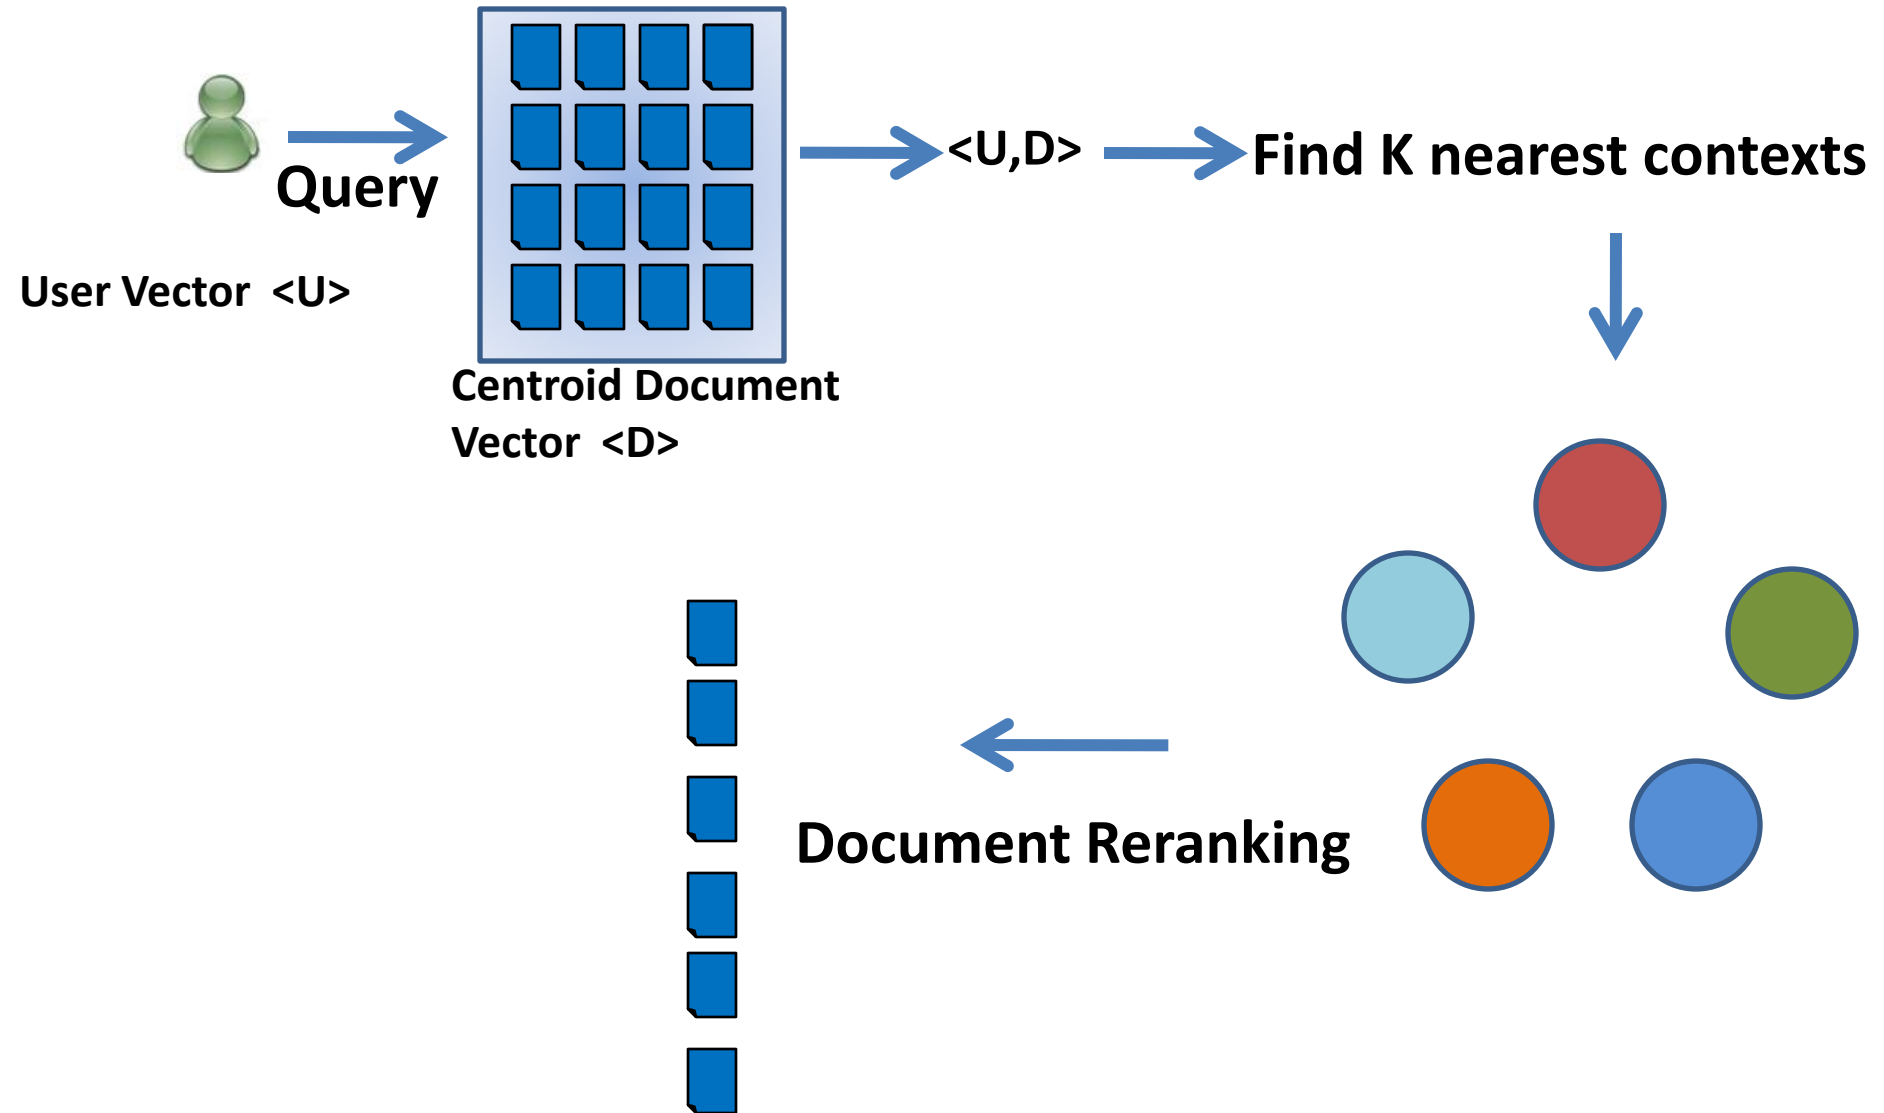 Query
User Vector <U>
Centroid Document
Vector <D>
<U,D>
Find K nearest contexts
Document Reranking